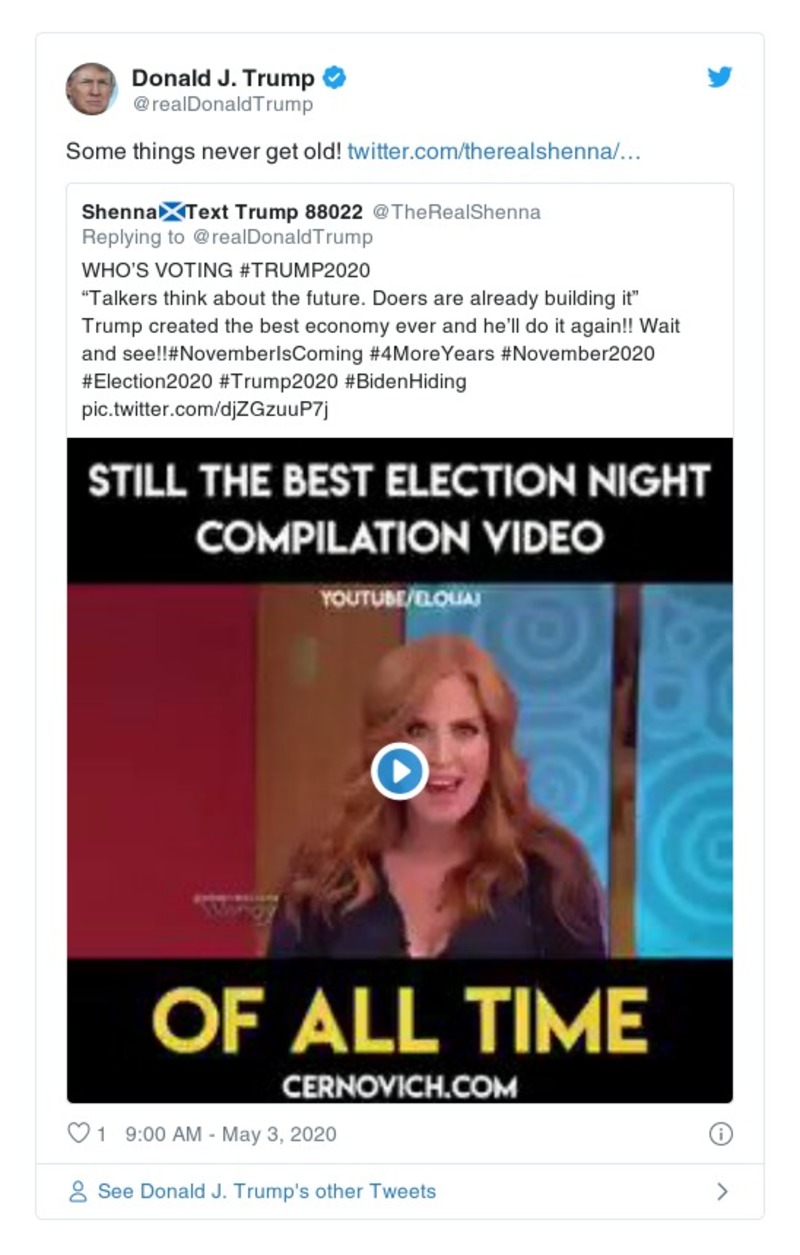 Donald J. Trump
@realDonaldTrump
Some things never get old! twitter.com/therealshenna/…
Shenna🏴󠁧󠁢󠁳󠁣󠁴󠁿Text Trump 88022 @TheRealShenna
Replying to @realDonaldTrump
WHO’S VOTING #TRUMP2020
“Talkers think about the future. Doers are already building it”
Trump created the best economy ever and he’ll do it again!! Wait
and see!!#NovemberIsComing #4MoreYears #November2020
#Election2020 #Trump2020 #BidenHiding
pic.twitter.com/djZGzuuP7j
STILL THE BEST ELECTION NIGHT
COMPILATION VIDEO
YOUTUBE/ELOUAI
OF ALL TIME
CERNOVICH.COM
1 9:00 AM - May 3, 2020
See Donald J. Trump's other Tweets